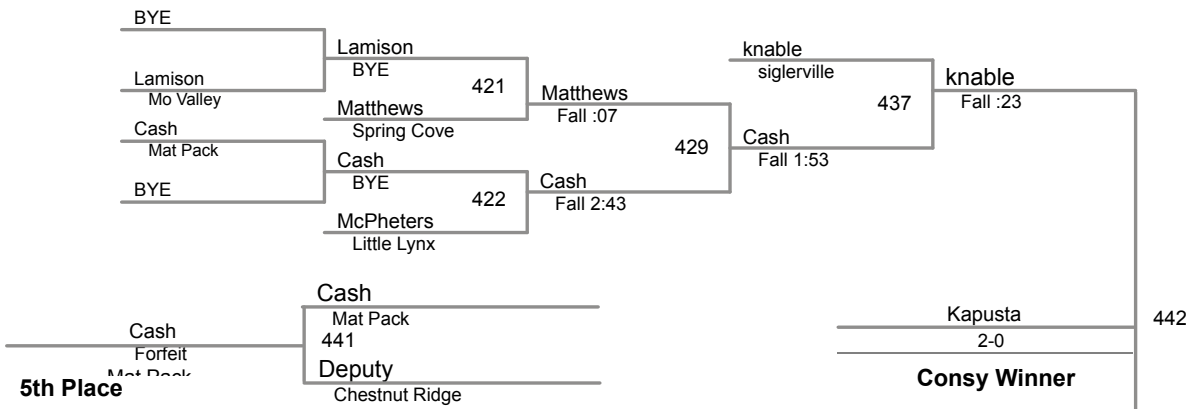 BYE
Lamison
Mo Valley
Cash
Mat Pack
BYE
Lamison
BYE
421
Matthews
Spring Cove
Cash
BYE
422
McPheters
Little Lynx
Matthews
Fall :07
429
Cash
Fall 2:43
knable
siglerville
437
Cash
Fall 1:53
knable
Fall :23
Cash
Mat Pack
441
Deputy
Chestnut Ridge
Cash
Forfeit
Mat Pack
5th Place
Kapusta
2-0
442
Consy Winner